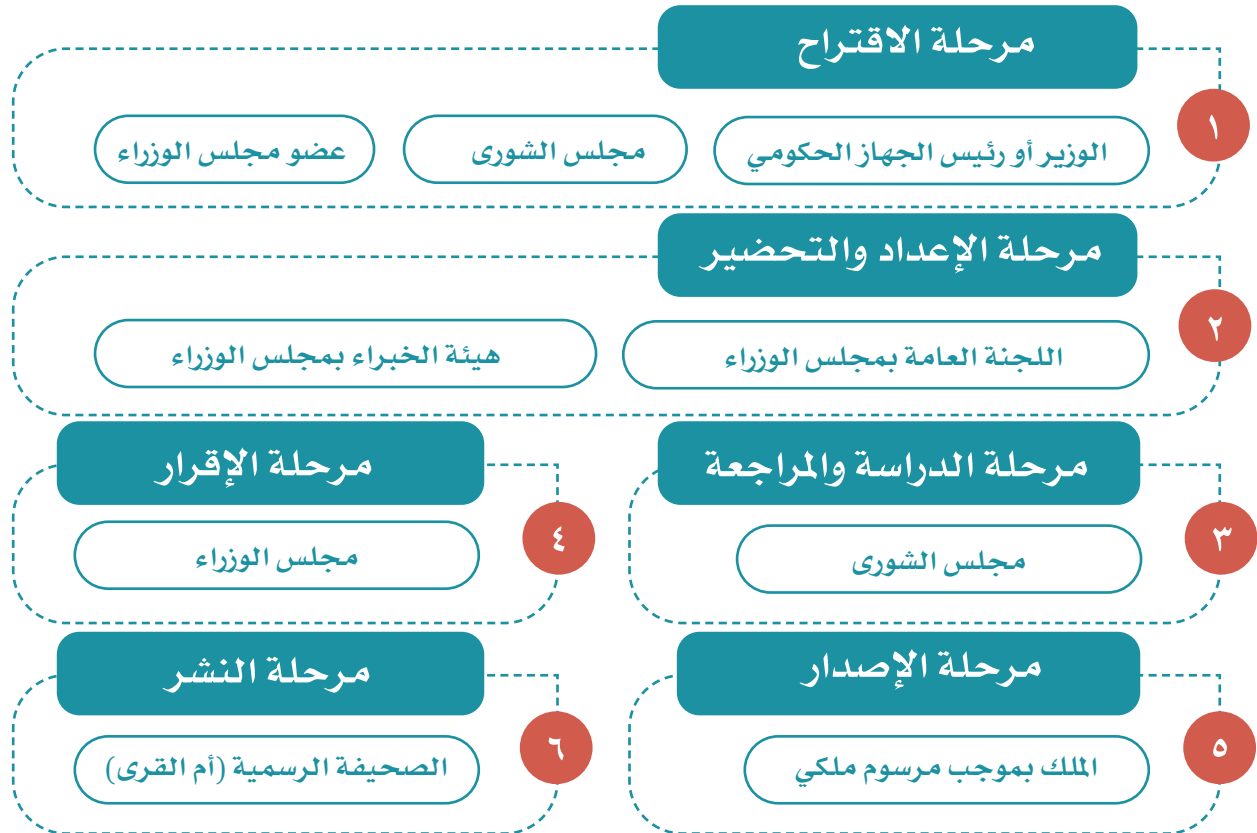 مرحلة الاقتراح
١
الوزير أو رئيس الجهاز الحكومي
مجلس الشورى
عضو مجلس الوزراء
مرحلة الإعداد والتحضير
٢
اللجنة العامة بمجلس الوزراء
هيئة الخبراء بمجلس الوزراء
مرحلة الدراسة والمراجعة
٣
مجلس الشورى
مرحلة الإقرار
٤
مجلس الوزراء
مرحلة الإصدار
٥
الملك بموجب مرسوم ملكي
مرحلة النشر
٦
الصحيفة الرسمية (أم القرى)